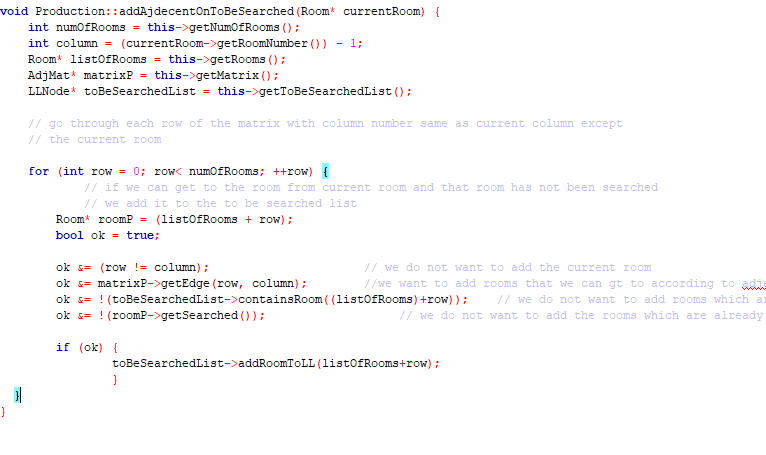 void Production::addAjdecentOnToBeSearched(Room* currentRoom) {
    int numOfRooms = this->getNumOfRooms();
    int column = (currentRoom->getRoomNumber()) - 1;
    Room* listOfRooms = this->getRooms();
    AdjMat* matrixP = this->getMatrix();
    LLNode* toBeSearchedList = this->getToBeSearchedList();
    // go through each row of the matrix with column number same as current column except
    // the current room
    for (int row = 0; row< numOfRooms; ++row) {
            // if we can get to the room from current room and that room has not been searched
            // we add it to the to be searched list
        Room* roomP = (listOfRooms + row);
        bool ok = true;
        ok &= (row != column);                      // we do not want to add the current room
        ok &= matrixP->getEdge(row, column);        //we want to add rooms that we can gt to according to
        ok &= !(toBeSearchedList->containsRoom((listOfRooms)+row));    // we do not want to add rooms which
        ok &= !(roomP->getSearched());                   // we do not want to add the rooms which are already
        if (ok) {
                toBeSearchedList->addRoomToLL(listOfRooms+row);
                }
  }
}